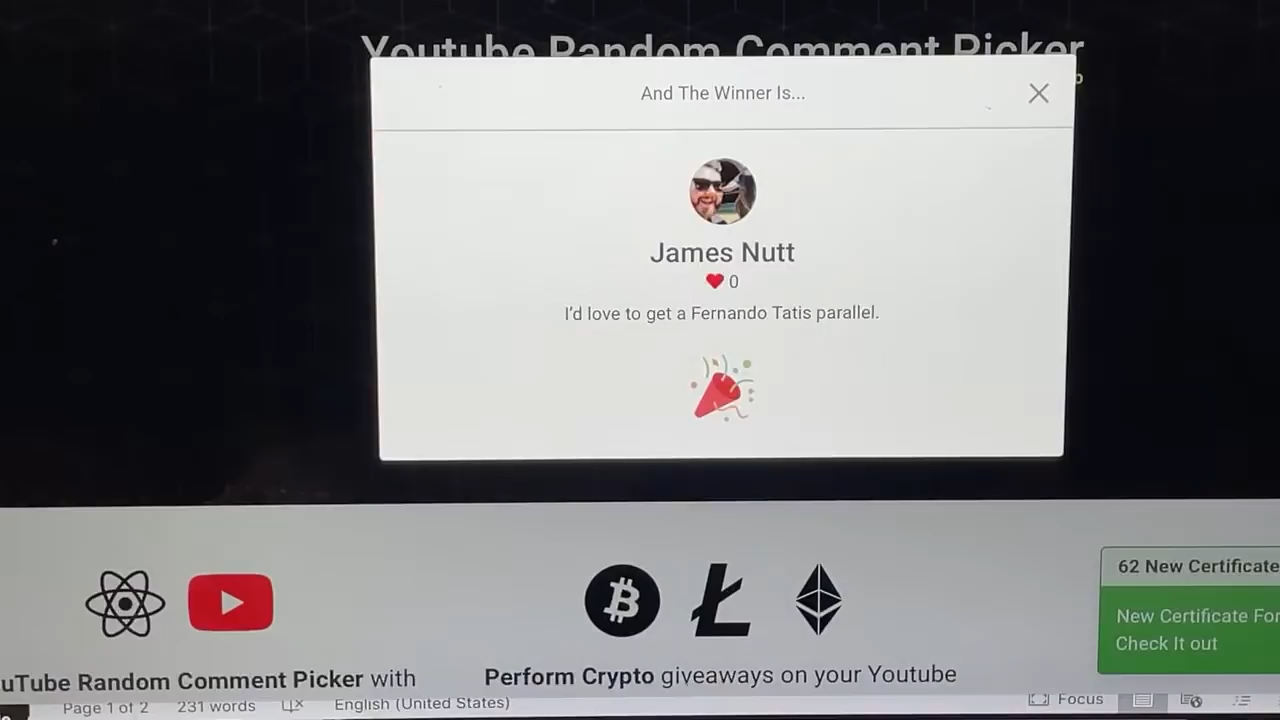 Youtube Random Comment Picker
And The Winner Is...
James Nutt
0
I'd love to get a Fernando Tatis parallel.
62 New Certificate
New Certificate For
Check It out
uTube Random Comment Picker with
Perform Crypto giveaways on your Youtube
Page 1 of 2 231 words English (United States) Focus